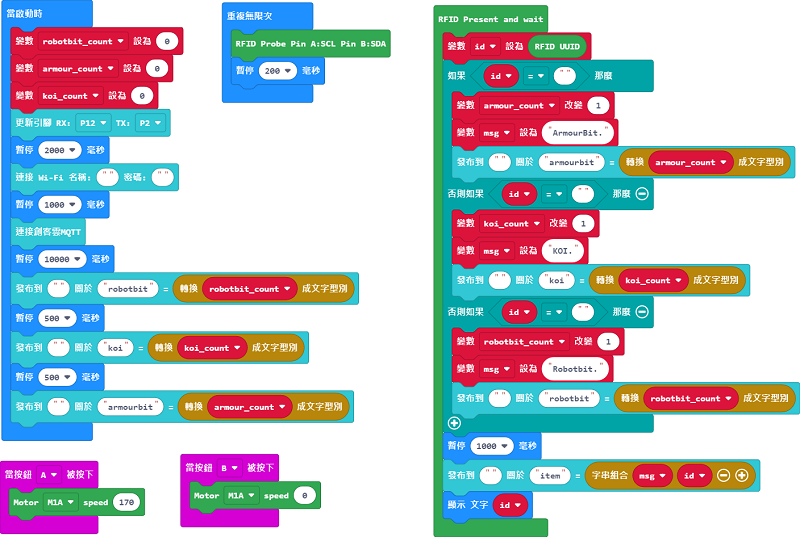 當啟動時
變數 robotbit_count 設為 0
變數 armour_count 設為 0
變數 koi_count 設為 0
更新引腳 RX: P12 TX: P2
暫停 2000 毫秒
連接 Wi-Fi 名稱: "" 密碼: ""
暫停 1000 毫秒
連接創客雲MQTT
暫停 10000 毫秒
發布到 "" 關於 "robotbit" = 轉換 robotbit_count 成文字型別
暫停 500 毫秒
發布到 "" 關於 "koi" = 轉換 koi_count 成文字型別
暫停 500 毫秒
發布到 "" 關於 "armourbit" = 轉換 armour_count 成文字型別
當按鈕 A 被按下
Motor M1A speed 170
重複無限次
RFID Probe Pin A:SCL Pin B:SDA
暫停 200 毫秒
當按鈕 B 被按下
Motor M1A speed 0
RFID Present and wait
變數 id 設為 RFID UUID
如果 id = "" 那麼
變數 armour_count 改變 1
變數 msg 設為 "ArmourBit."
發布到 "" 關於 "armourbit" = 轉換 armour_count 成文字型別
否則如果 id = "" 那麼
變數 koi_count 改變 1
變數 msg 設為 "KOI."
發布到 "" 關於 "koi" = 轉換 koi_count 成文字型別
否則如果 id = "" 那麼
變數 robotbit_count 改變 1
變數 msg 設為 "Robotbit."
發布到 "" 關於 "robotbit" = 轉換 robotbit_count 成文字型別
暫停 1000 毫秒
發布到 "" 關於 "item" = 字串組合 msg id
顯示 文字 id